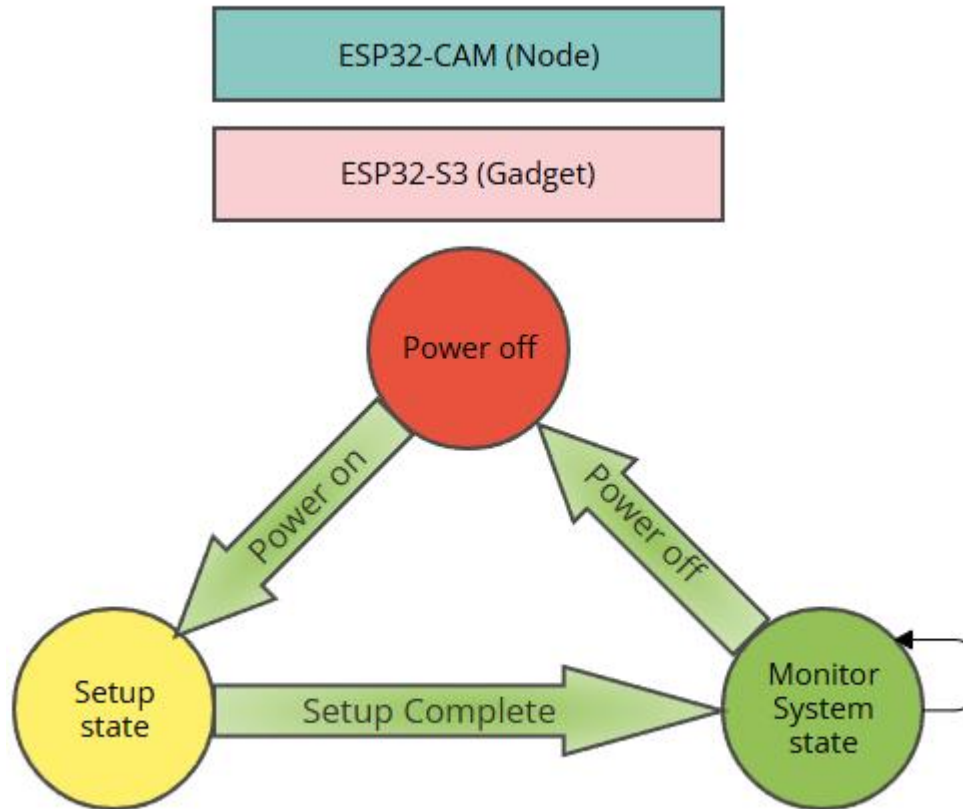 ESP32-CAM (Node)
ESP32-S3 (Gadget)
Power off
Power on
Power off
Setup
state
Setup Complete
Monitor
System
state